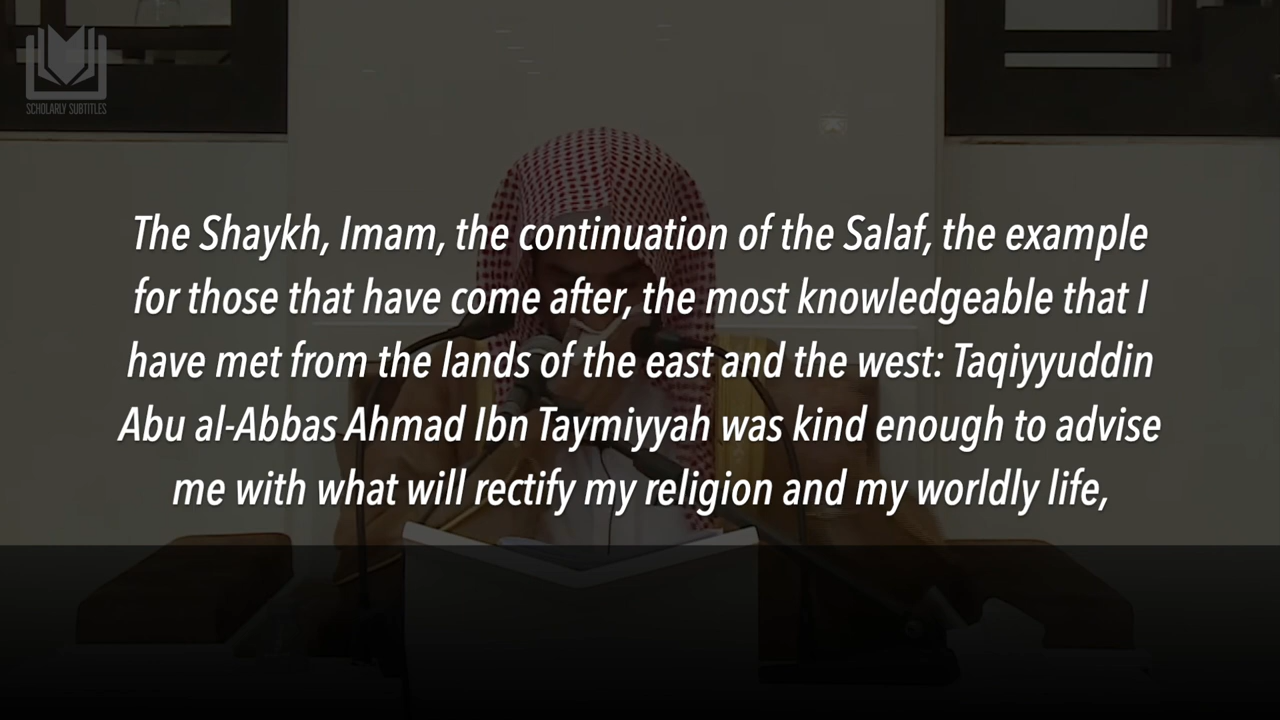 SCHOLARLY SUBTITLES
The Shaykh, Imam, the continuation of the Salaf, the example
for those that have come after, the most knowledgeable that I
have met from the lands of the east and the west: Taqiyyuddin
Abu al-Abbas Ahmad Ibn Taymiyyah was kind enough to advise
me with what will rectify my religion and my worldly life,